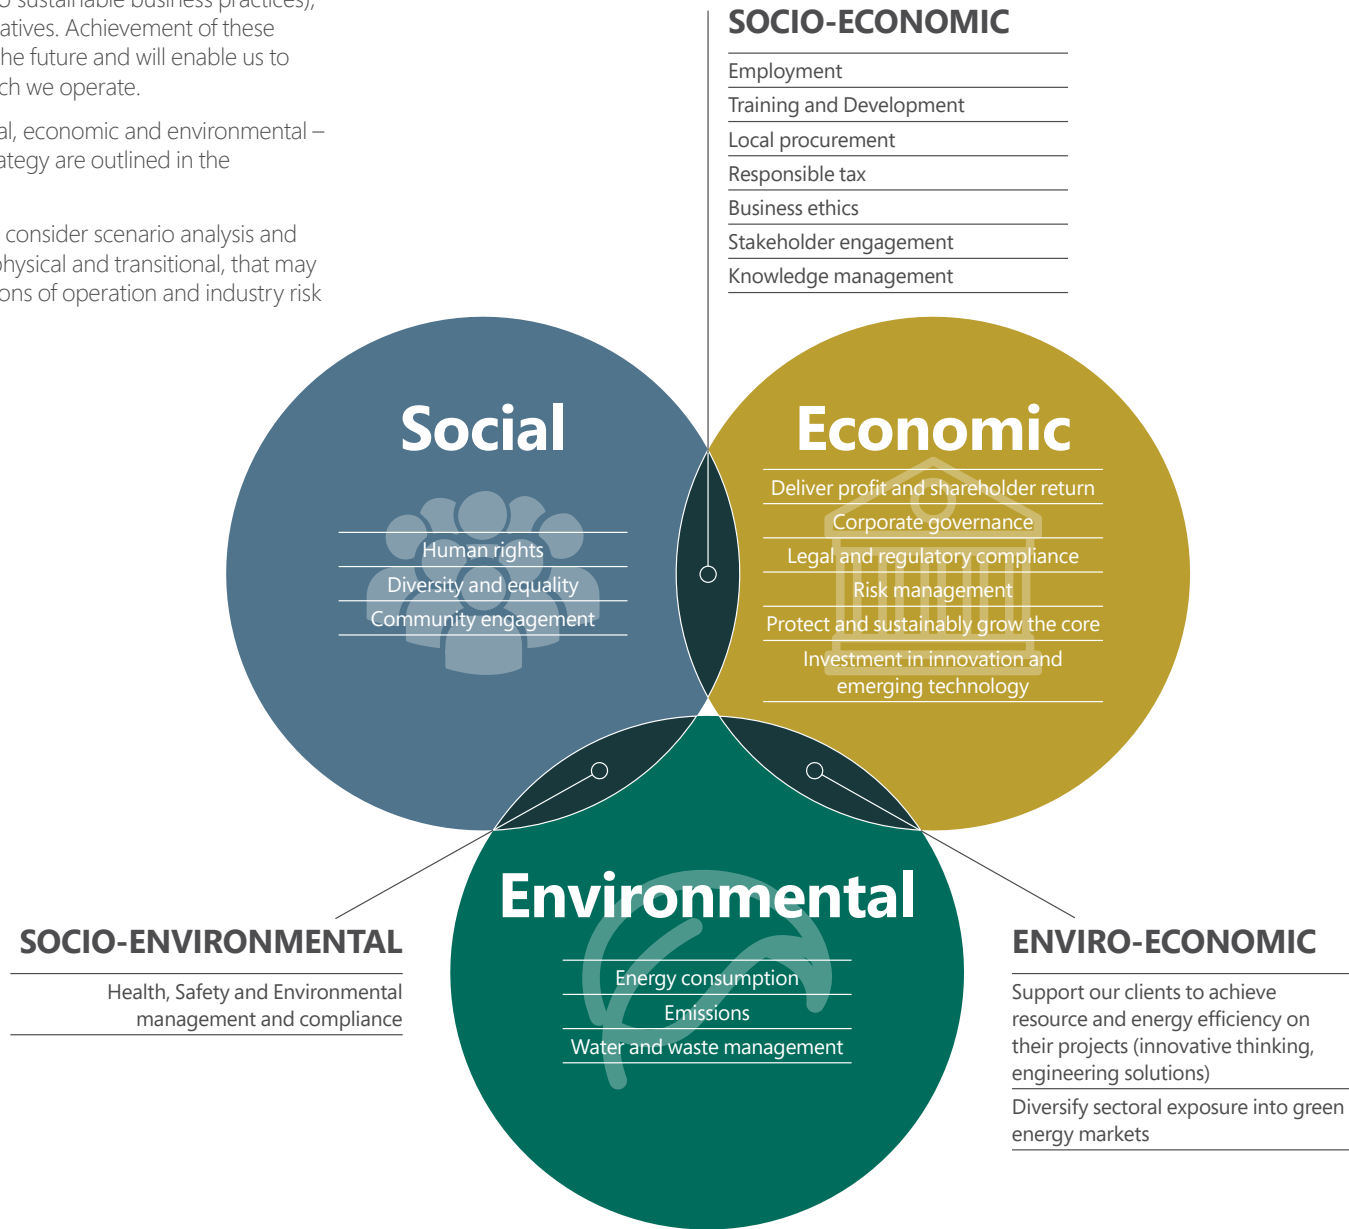 sustainable business practices),
atives. Achievement of these
he future and will enable us to
ch we operate.
al, economic and environmental –
ategy are outlined in the
consider scenario analysis and
physical and transitional, that may
ons of operation and industry risk
SOCIO-ECONOMIC
Employment
Training and Development
Local procurement
Responsible tax
Business ethics
Stakeholder engagement
Knowledge management
Social
Human rights
Diversity and equality
Community engagement
Economic
Deliver profit and shareholder return
Corporate governance
Legal and regulatory compliance
Risk management
Protect and sustainably grow the core
Investment in innovation and
emerging technology
Environmental
Energy consumption
Emissions
Water and waste management
SOCIO-ENVIRONMENTAL
Health, Safety and Environmental
management and compliance
ENVIRO-ECONOMIC
Support our clients to achieve
resource and energy efficiency on
their projects (innovative thinking,
engineering solutions)
Diversify sectoral exposure into green
energy markets